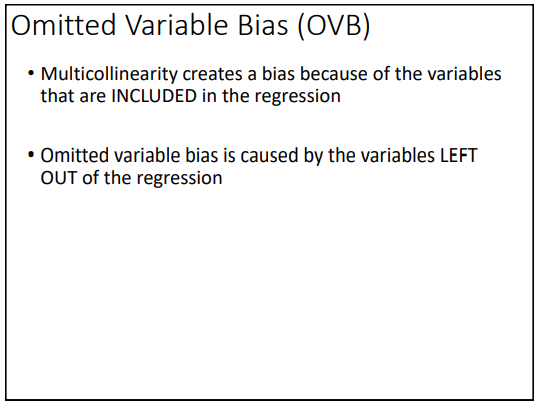 Omitted Variable Bias (OVB)
• Multicollinearity creates a bias because of the variables
that are INCLUDED in the regression
• Omitted variable bias is caused by the variables LEFT
OUT of the regression